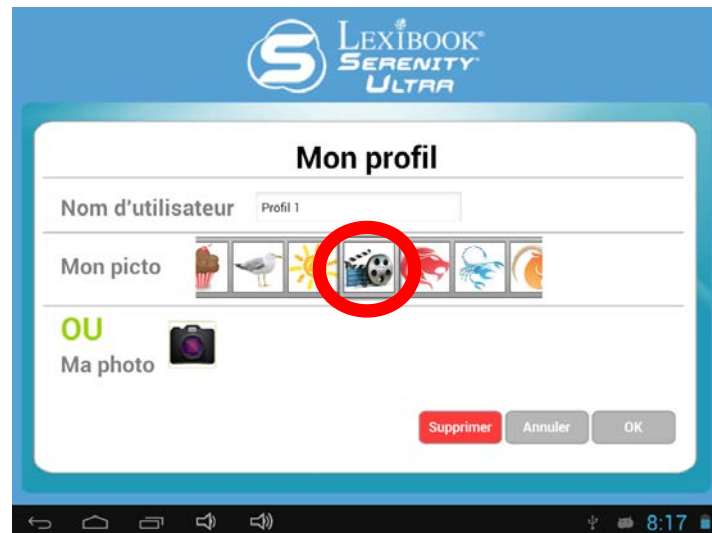 LEXIBOOK®
SERENITY
ULTRA
Mon profil
Nom d'utilisateur Profil 1
Mon picto
OU
Ma photo
Supprimer Annuler OK
8:17